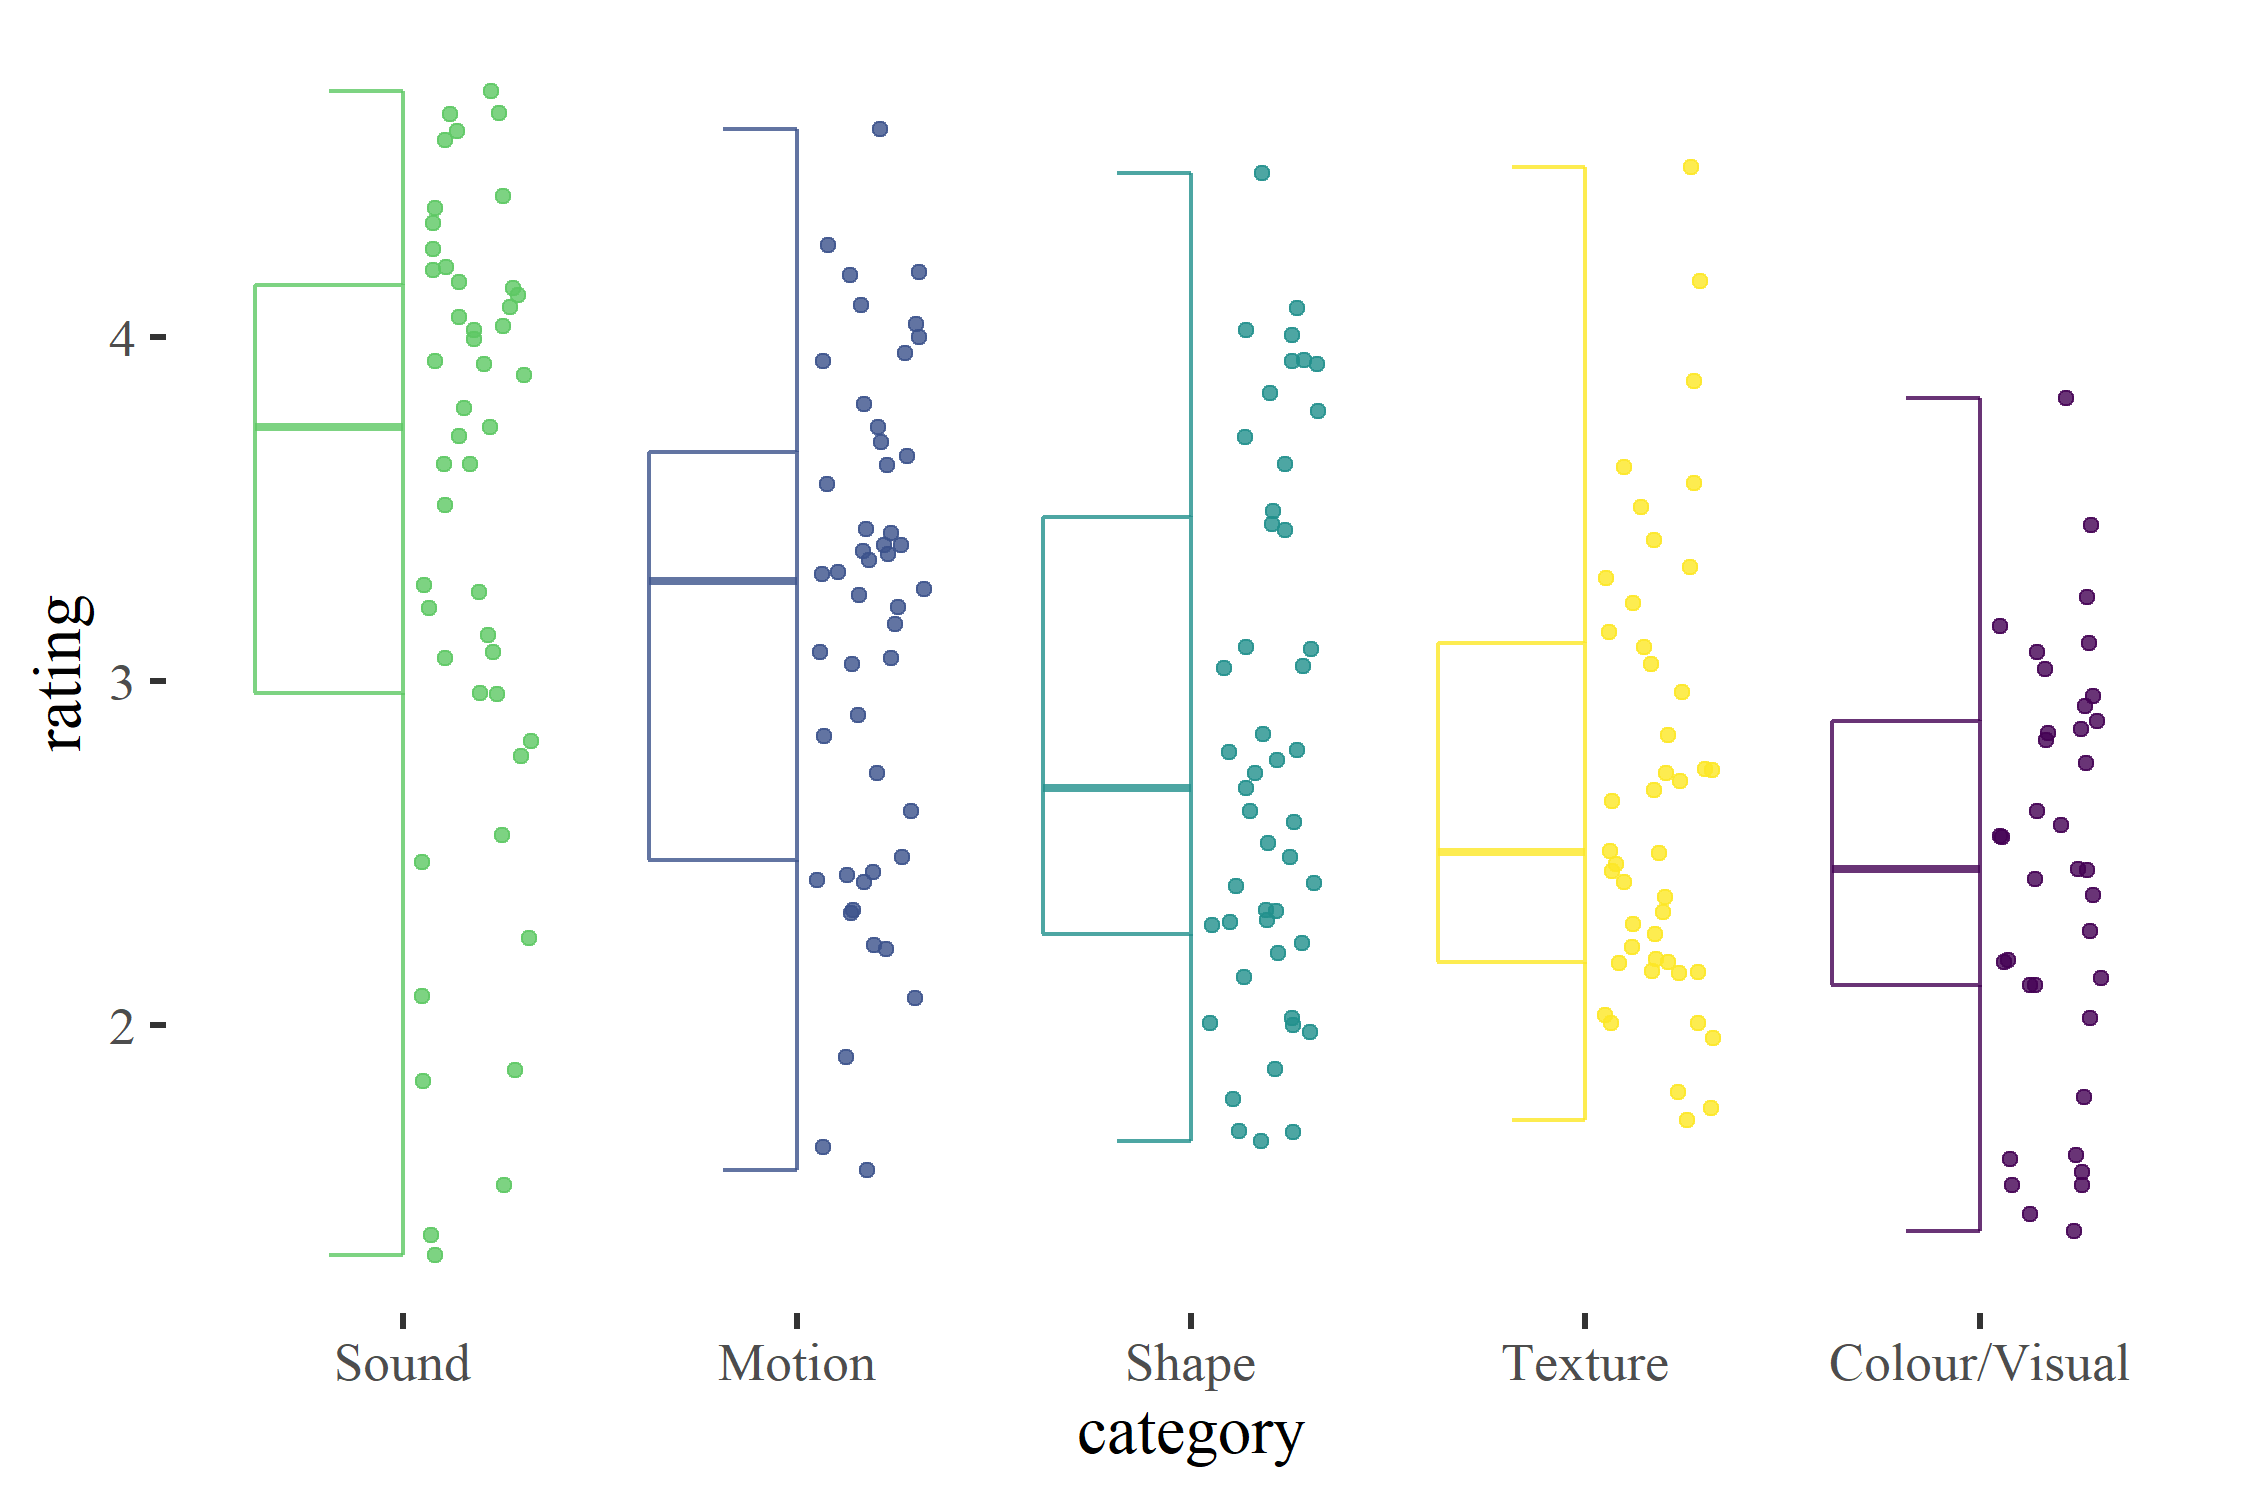 rating
4
3
2
Sound
Motion
Shape
Texture
Colour/Visual
category